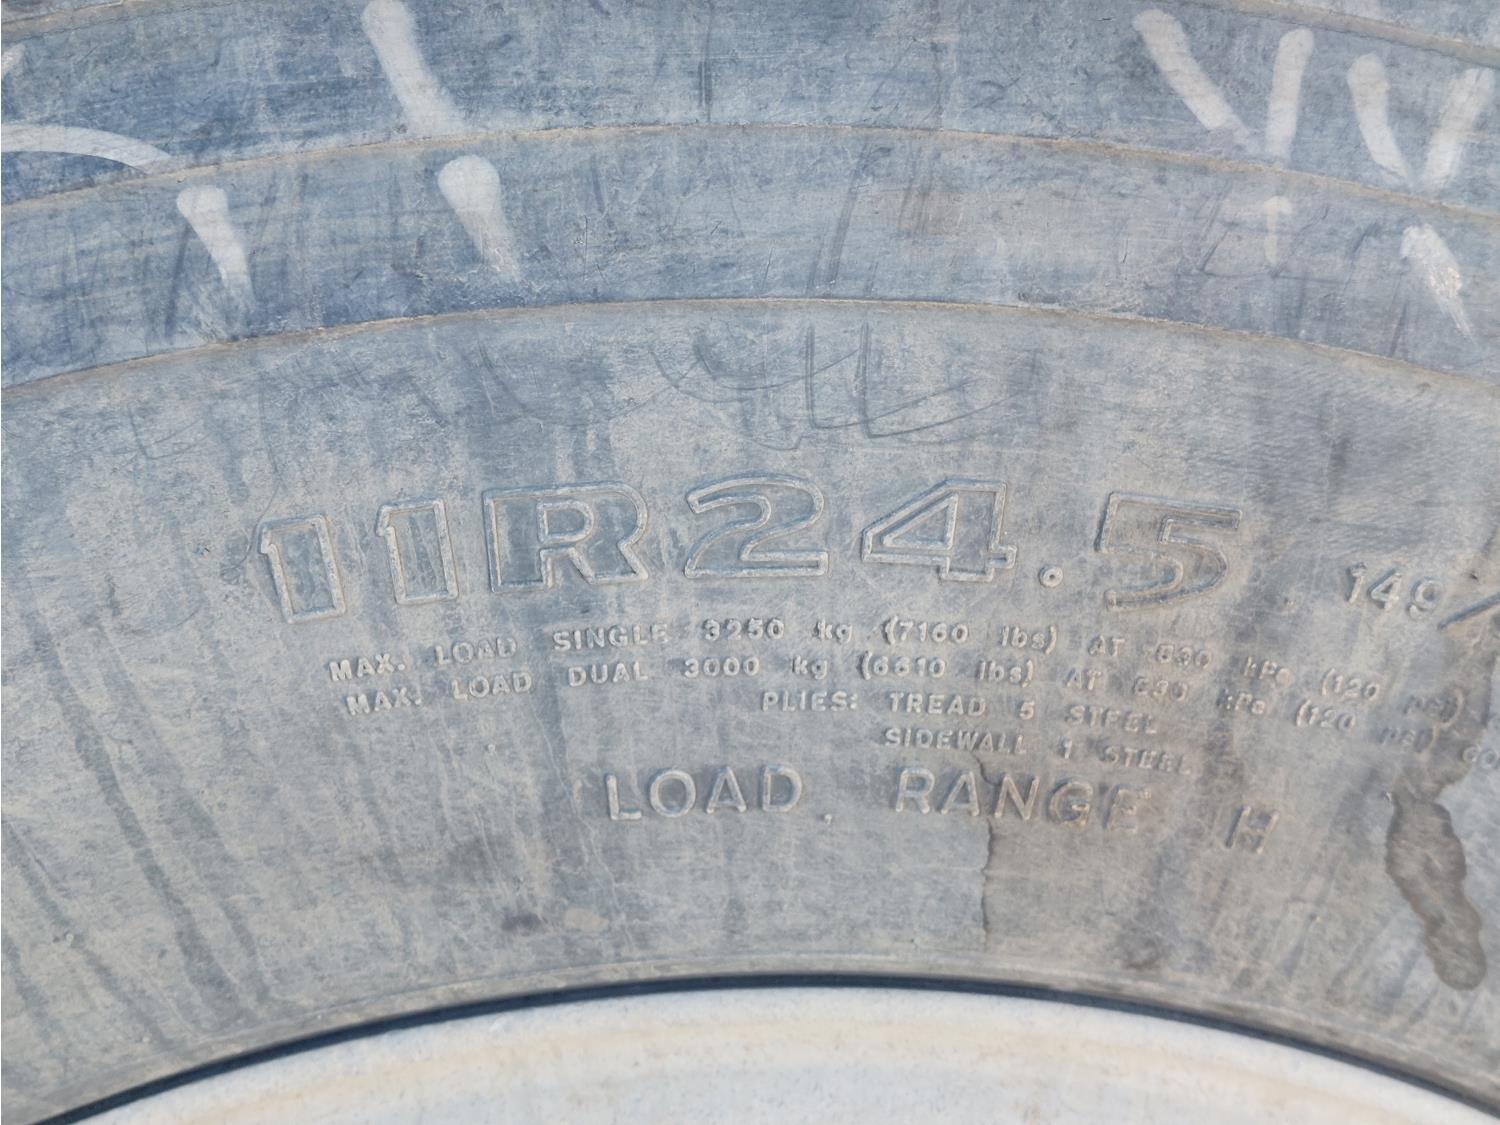 11R24.5 149/
MAX. LOAD SINGLE 3250 kg (7160 lbs) AT 830 kPa (120 psi)
MAX. LOAD DUAL 3000 kg (6610 lbs) AT 830 kPa (120 psi)
PLIES: TREAD 5 STEEL
SIDEWALL 1 STEEL
LOAD RANGE H